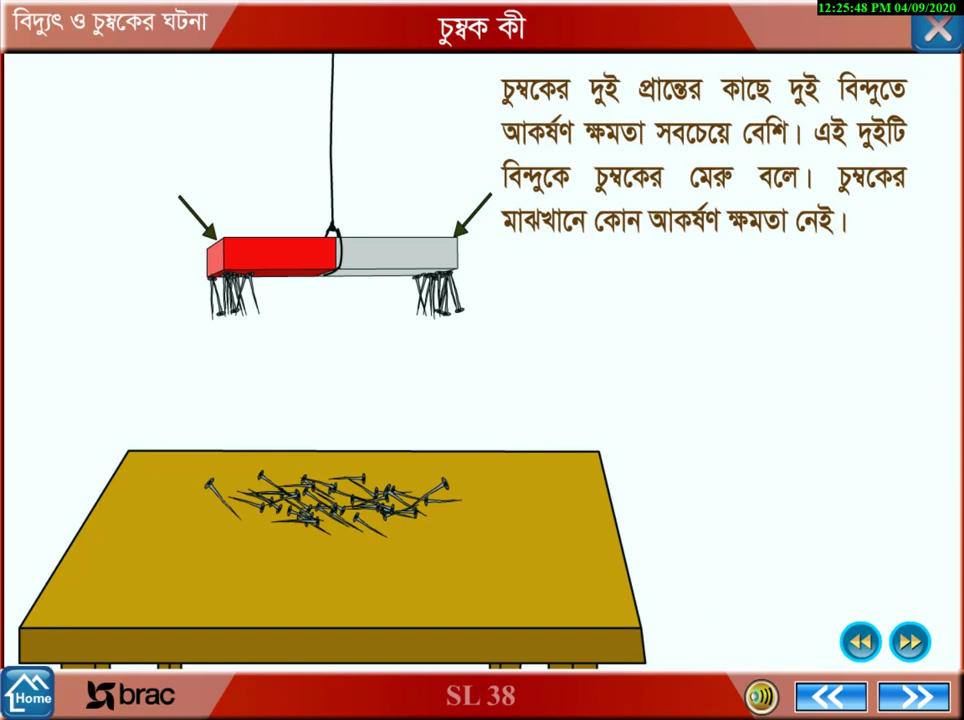 12:25:48 PM 04/09/2020
বিদ্যুৎ ও চুম্বকের ঘটনা
চুম্বক কী
চুম্বকের দুই প্রান্তের কাছে দুই বিন্দুতে
আকর্ষণ ক্ষমতা সবচেয়ে বেশি। এই দুইটি
বিন্দুকে চুম্বকের মেরু বলে। চুম্বকের
মাঝখানে কোন আকর্ষণ ক্ষমতা নেই।
Home
brac
SL 38